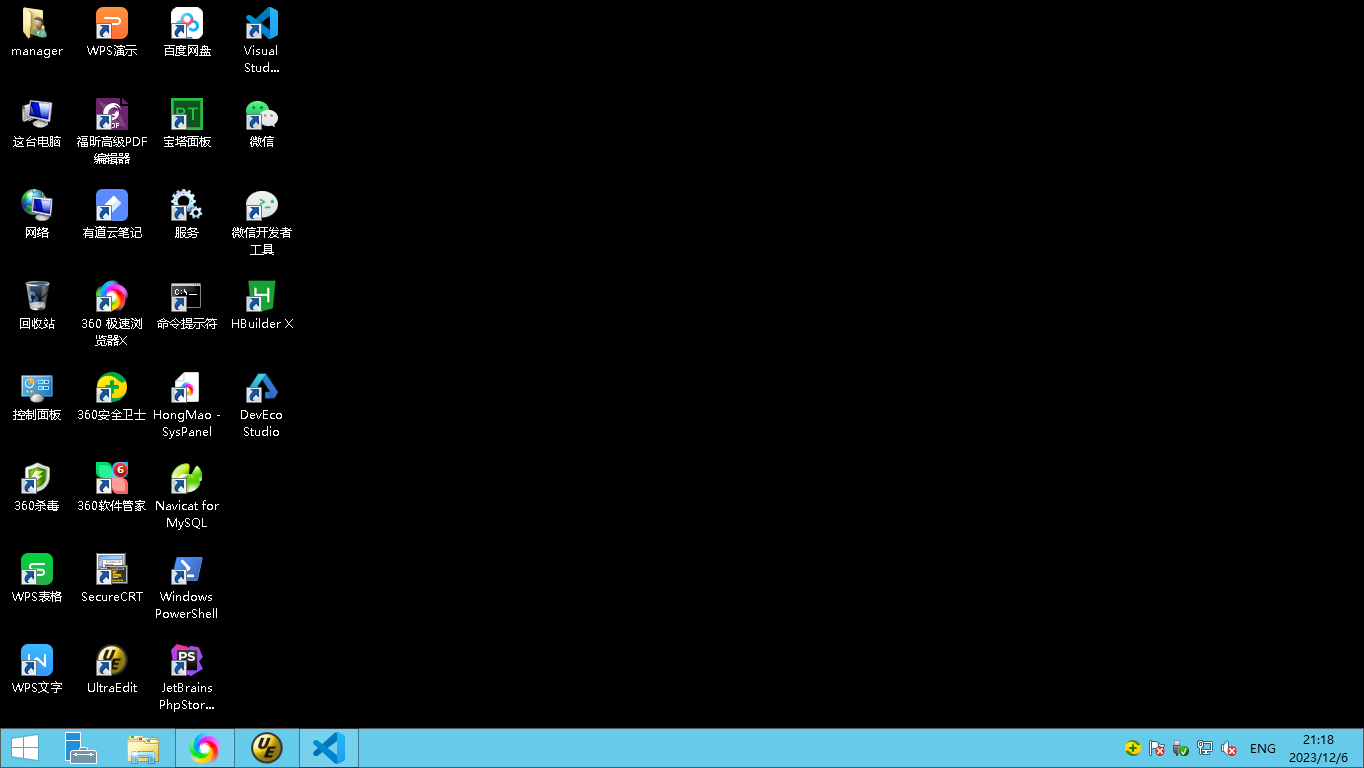 manager
WPS演示
百度网盘
Visual
Stud...
这台电脑
福昕高级PDF
编辑器
宝塔面板
微信
网络
有道云笔记
服务
微信开发者
工具
回收站
360 极速浏
览器X
命令提示符
HBuilder X
控制面板
360安全卫士
HongMao -
SysPanel
DevEco
Studio
360杀毒
360软件管家
Navicat for
MySQL
WPS表格
SecureCRT
Windows
PowerShell
WPS文字
UltraEdit
JetBrains
PhpStor...
ENG
21:18
2023/12/6